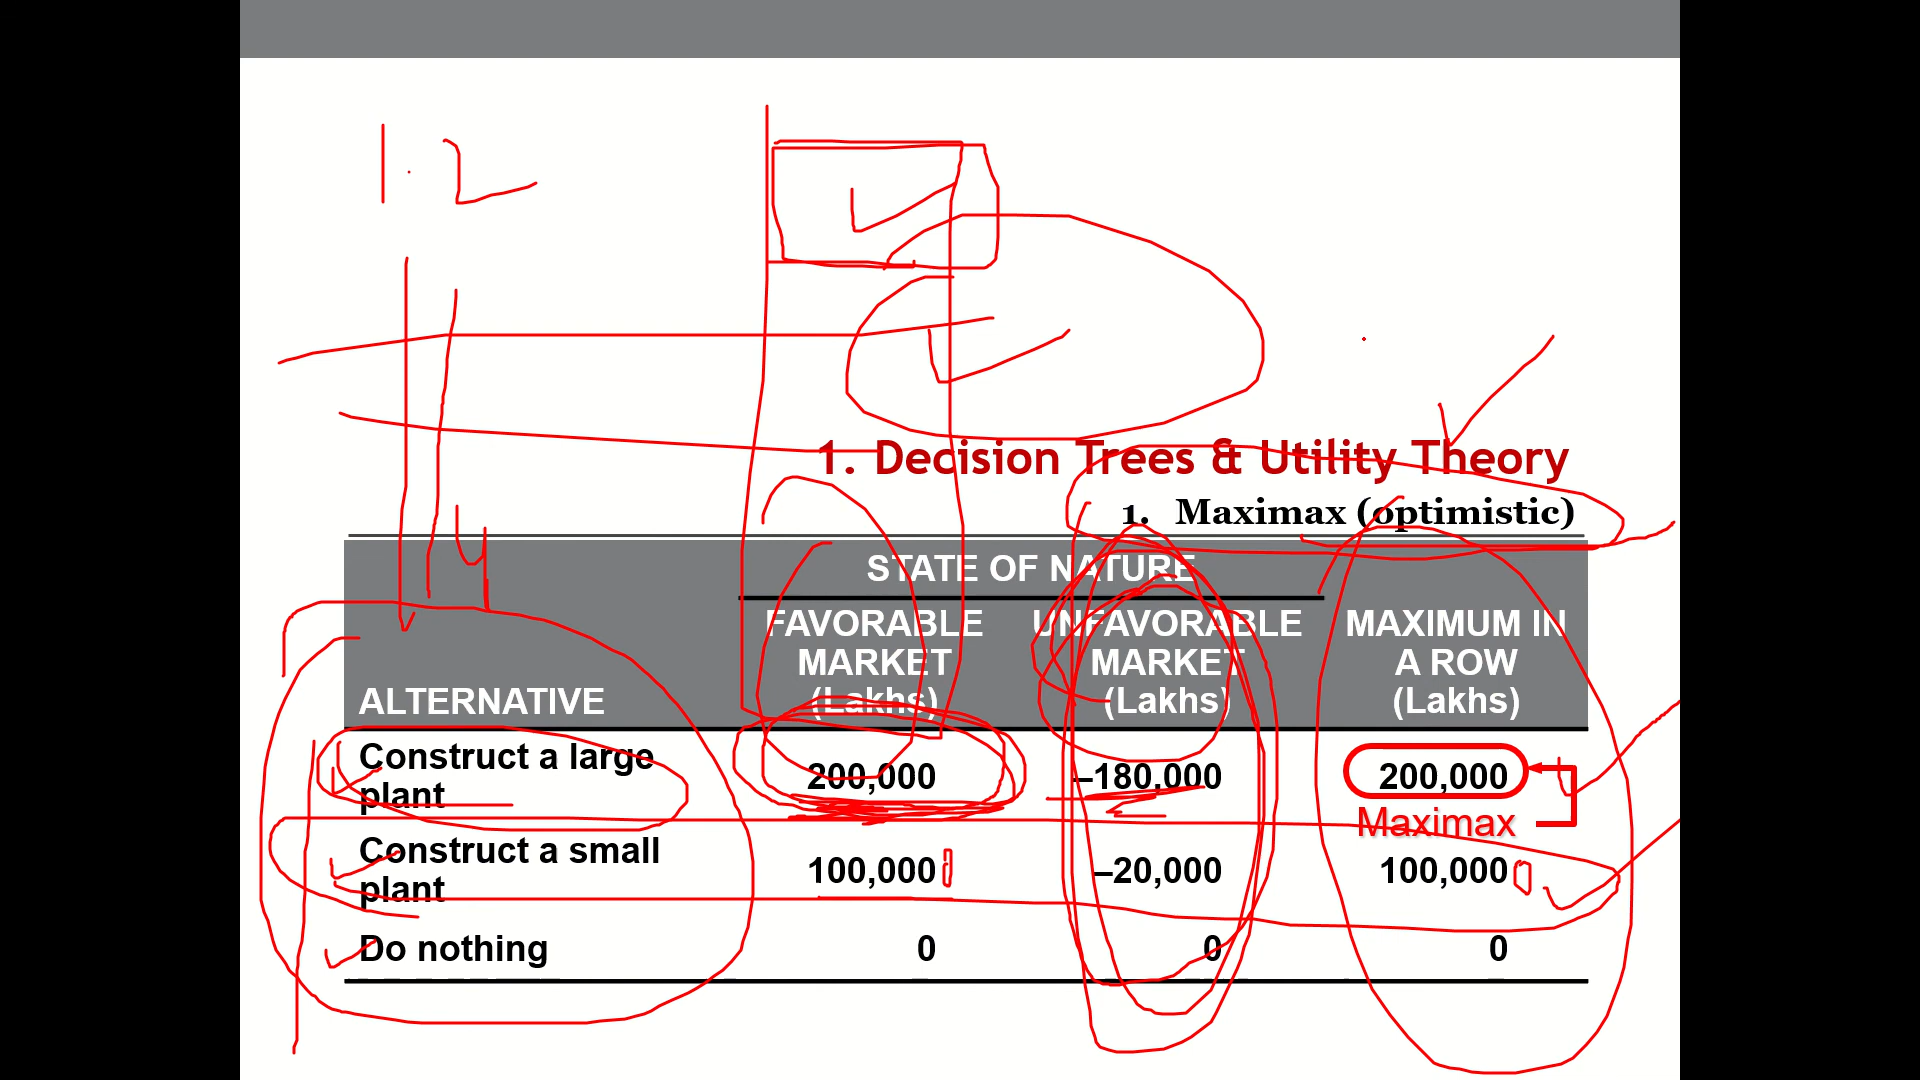 1. 2
1. Decision Trees & Utility Theory
1. Maximax (optimistic)
STATE OF NATURE
ALTERNATIVE
FAVORABLE MARKET (Lakhs)
UNFAVORABLE MARKET (Lakhs)
MAXIMUM IN A ROW (Lakhs)
Construct a large plant 200,000 –180,000 200,000
Maximax
Construct a small plant 100,000 –20,000 100,000
Do nothing 0 0 0